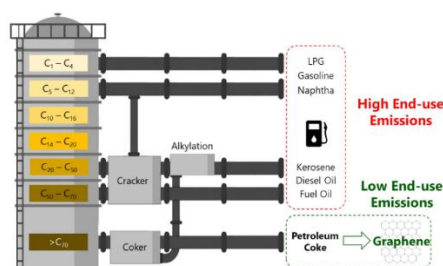 C₁ – C₄
C₅ – C₁₂
C₁₀ – C₁₆
C₁₄ – C₂₀
C₂₀ – C₅₀
C₅₀ – C₇₀
>C₇₀
Cracker
Alkylation
Coker
LPG
Gasoline
Naphtha
Kerosene
Diesel Oil
Fuel Oil
High End-use
Emissions
Low End-use
Emissions
Petroleum
Coke
Graphene